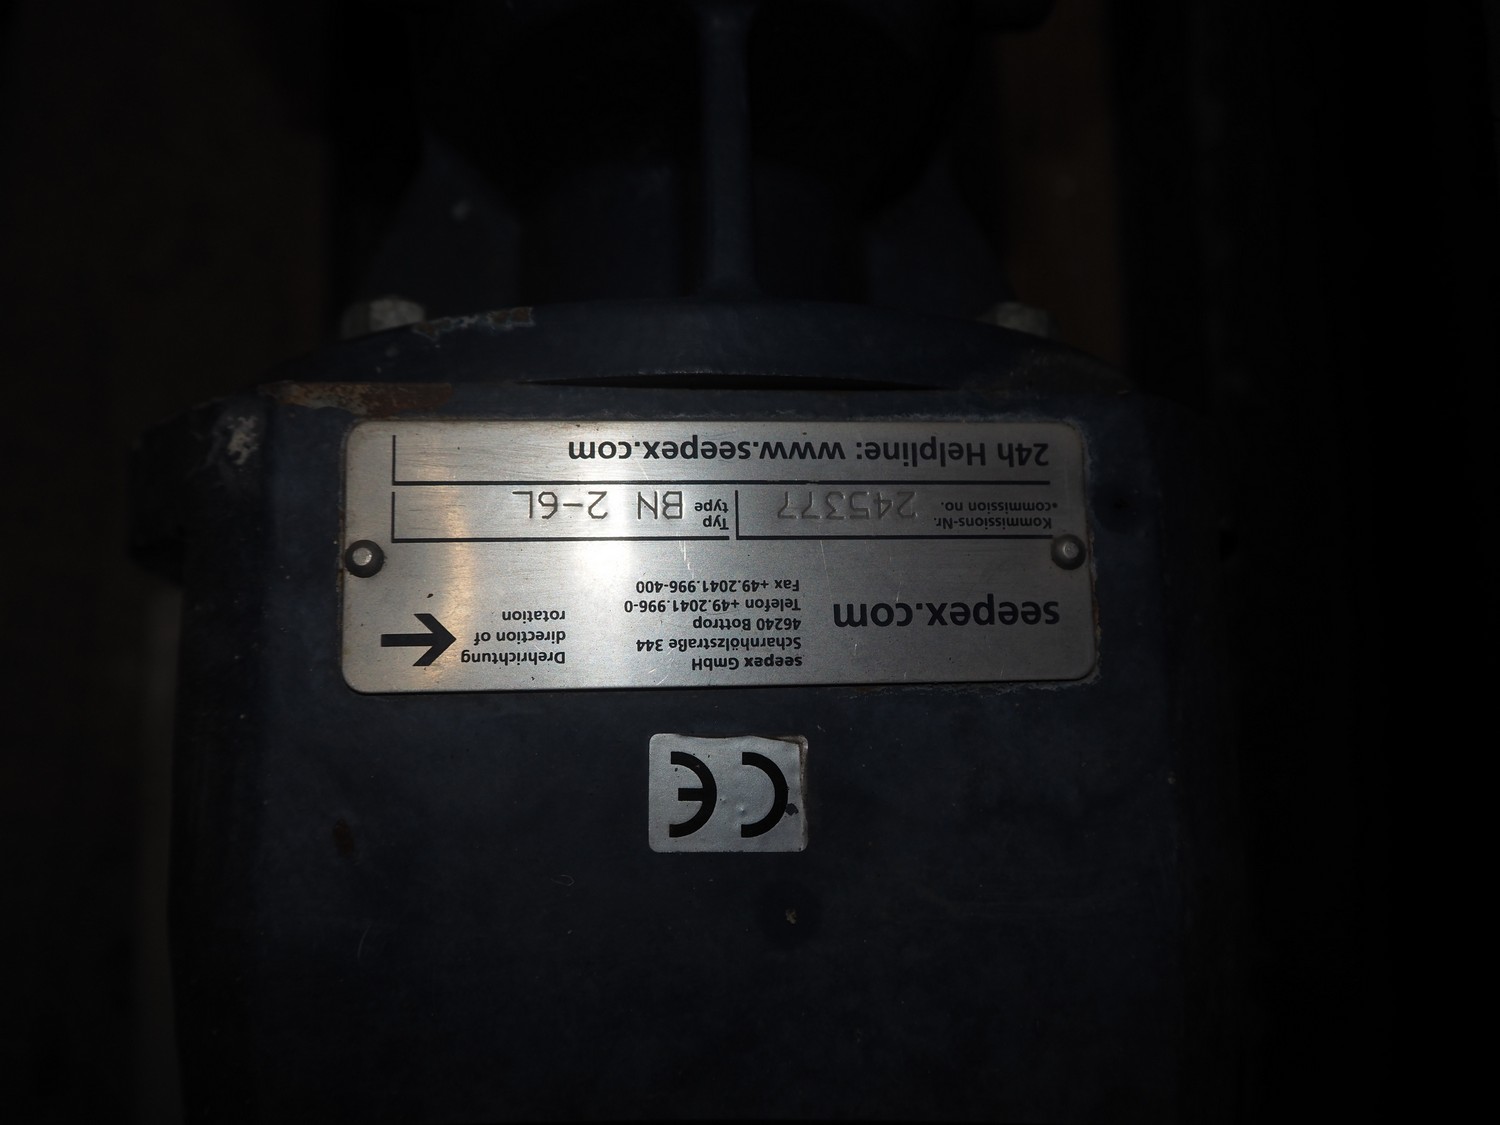 seepex.com
seepex GmbH
Scharnhölzstraße 344
46240 Bottrop
Telefon +49.2041.996-0
Fax +49.2041.996-400
Drehrichtung
direction of
rotation
Kommissions-Nr.
commission no.
245377
Typ
type
BN 2-6L
24h Helpline: www.seepex.com
CE